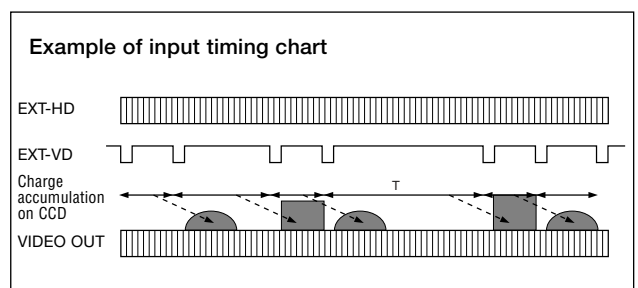 Example of input timing chart
EXT-HD
EXT-VD
Charge
accumulation
on CCD
T
VIDEO OUT